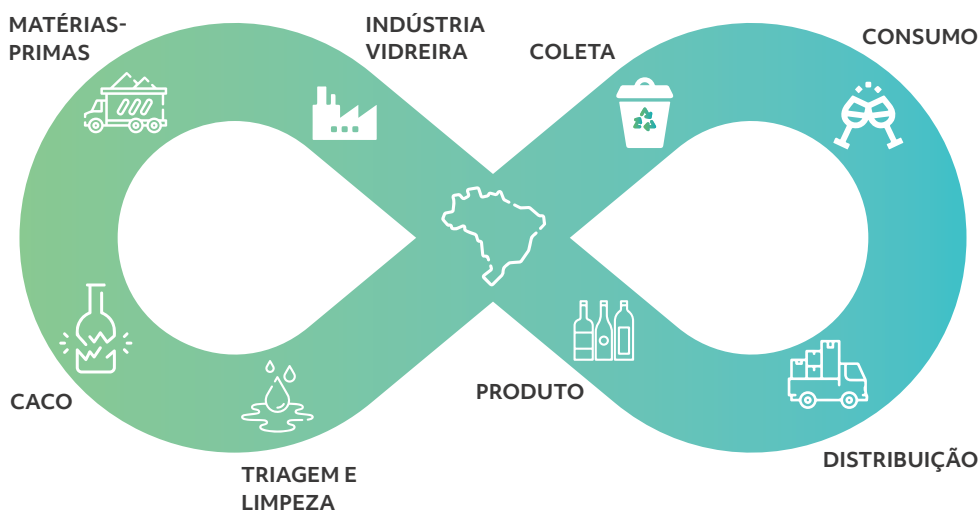 MATÉRIAS-
PRIMAS
INDÚSTRIA
VIDREIRA
COLETA
CONSUMO
CACO
TRIAGEM E
LIMPEZA
PRODUTO
DISTRIBUIÇÃO